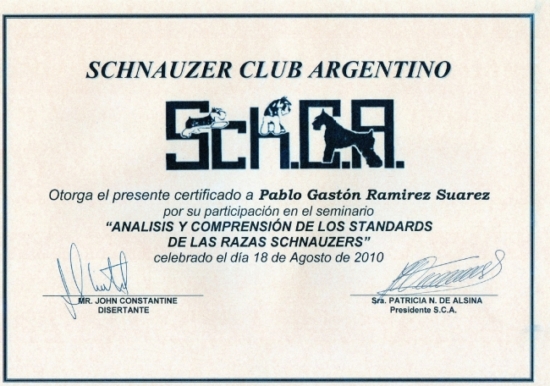 SCHNAUZER CLUB ARGENTINO
Sch.C.A.
Otorga el presente certificado a Pablo Gastón Ramirez Suarez
por su participación en el seminario
“ANALISIS Y COMPRENSIÓN DE LOS STANDARDS
DE LAS RAZAS SCHNAUZERS”
celebrado el día 18 de Agosto de 2010
MR. JOHN CONSTANTINE
DISERTANTE
Sra. PATRICIA N. DE ALSINA
Presidente S.C.A.